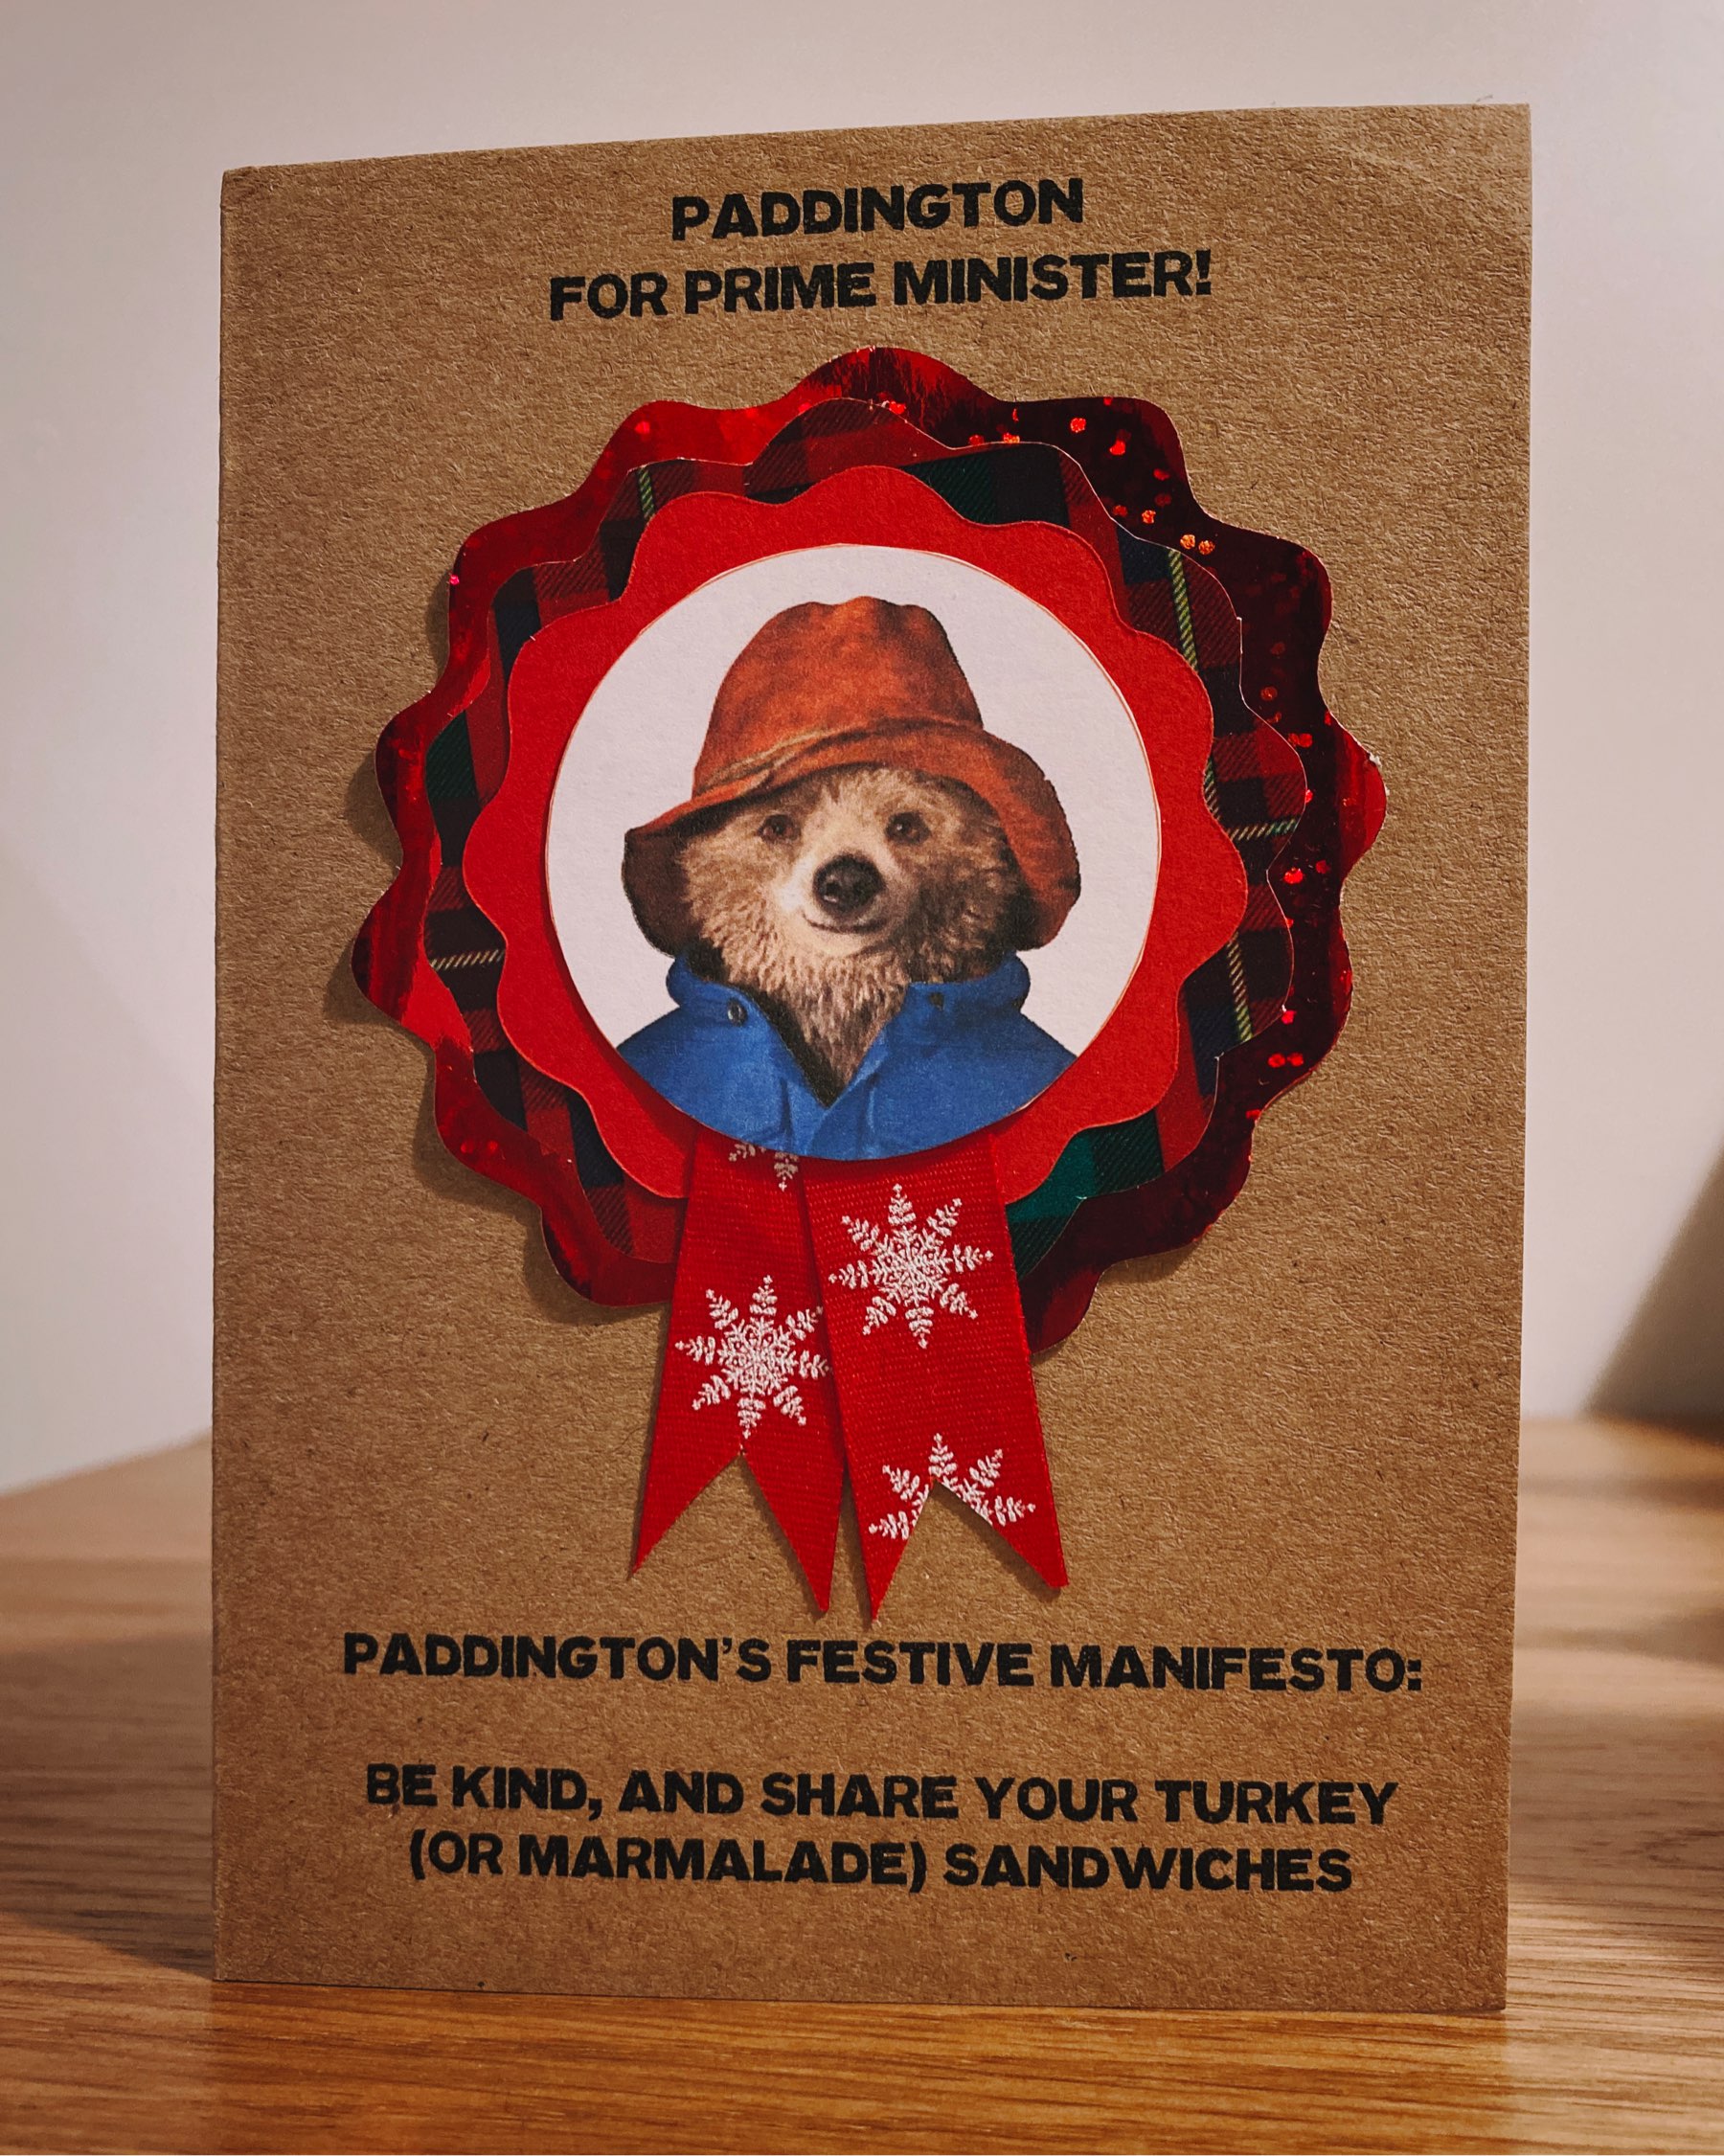 PADDINGTON
FOR PRIME MINISTER!
PADDINGTON'S FESTIVE MANIFESTO:
BE KIND, AND SHARE YOUR TURKEY
(OR MARMALADE) SANDWICHES